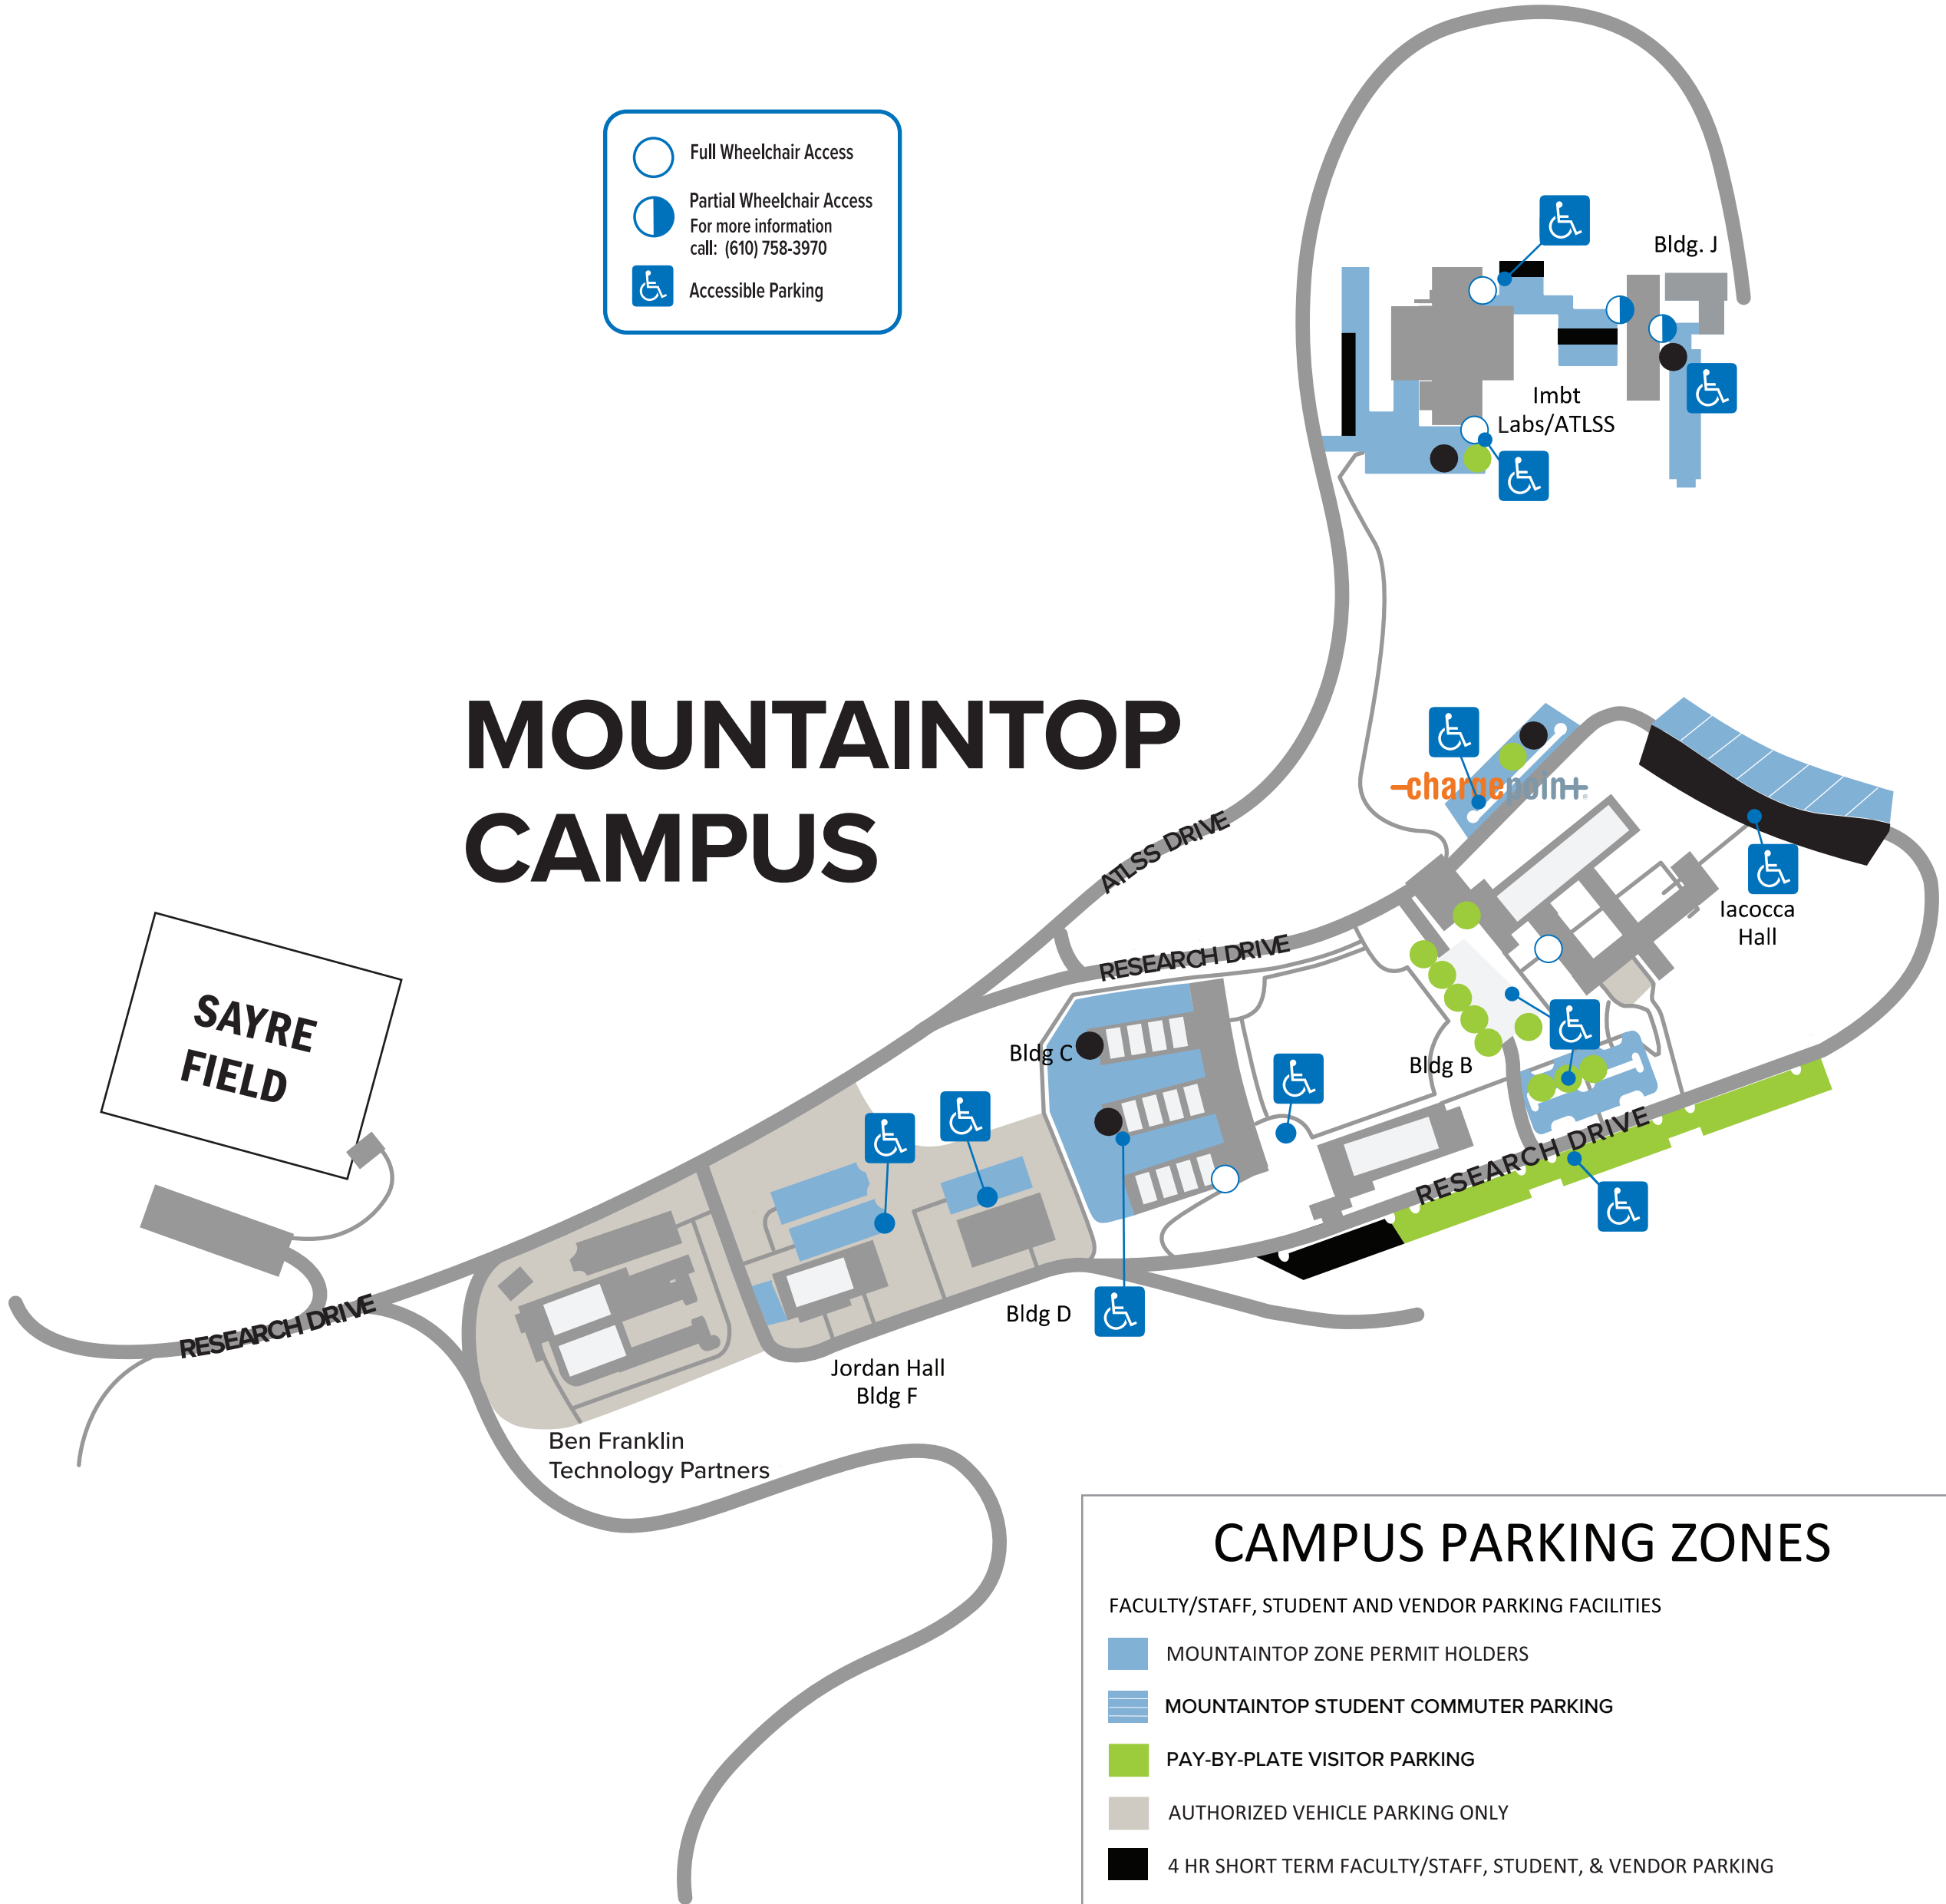 Full Wheelchair Access
Partial Wheelchair Access
For more information
call: (610) 758-3970
Accessible Parking
Bldg. J
Imbt
Labs/ATLSS
MOUNTAINTOP
CAMPUS
-chargepoin+.
ATLSS DRIVE
Iacocca
Hall
RESEARCH DRIVE
SAYRE
FIELD
Bldg C
Bldg B
RESEARCH DRIVE
Bldg D
RESEARCH DRIVE
Jordan Hall
Bldg F
Ben Franklin
Technology Partners
CAMPUS PARKING ZONES
FACULTY/STAFF, STUDENT AND VENDOR PARKING FACILITIES
MOUNTAINTOP ZONE PERMIT HOLDERS
MOUNTAINTOP STUDENT COMMUTER PARKING
PAY-BY-PLATE VISITOR PARKING
AUTHORIZED VEHICLE PARKING ONLY
4 HR SHORT TERM FACULTY/STAFF, STUDENT, & VENDOR PARKING